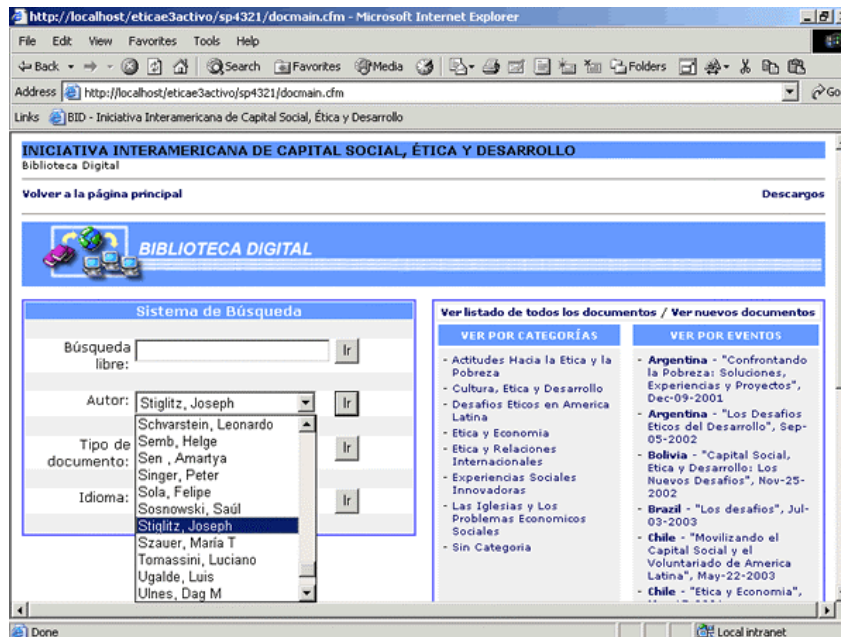 http://localhost/eticae3activo/sp4321/docmain.cfm - Microsoft Internet Explorer
File Edit View Favorites Tools Help
Back Search Favorites Media Folders
Address http://localhost/eticae3activo/sp4321/docmain.cfm Go
Links BID - Iniciativa Interamericana de Capital Social, Ética y Desarrollo
INICIATIVA INTERAMERICANA DE CAPITAL SOCIAL, ÉTICA Y DESARROLLO
Biblioteca Digital
Volver a la página principal Descargos
BIBLIOTECA DIGITAL
Sistema de Búsqueda
Búsqueda
libre:
Ir
Autor: Stiglitz, Joseph Ir
Schvarstein, Leonardo
Semb, Helge
Sen , Amartya
Singer, Peter
Sola, Felipe
Sosnowski, Saúl
Stiglitz, Joseph
Szauer, María T
Tomassini, Luciano
Ugalde, Luis
Ulnes, Dag M
Tipo de
documento:
Ir
Idioma: Ir
Ver listado de todos los documentos / Ver nuevos documentos
VER POR CATEGORÍAS
- Actitudes Hacia la Etica y la
Pobreza
- Cultura, Etica y Desarrollo
- Desafios Eticos en America
Latina
- Etica y Economia
- Etica y Relaciones
Internacionales
- Experiencias Sociales
Innovadoras
- Las Iglesias y Los
Problemas Economicos
Sociales
- Sin Categoria
VER POR EVENTOS
- Argentina - "Confrontando
la Pobreza: Soluciones,
Experiencias y Proyectos",
Dec-09-2001
- Argentina - "Los Desafios
Eticos del Desarrollo", Sep-
05-2002
- Bolivia - "Capital Social,
Etica y Desarrollo: Los
Nuevos Desafios", Nov-25-
2002
- Brazil - "Los desafios", Jul-
03-2003
- Chile - "Movilizando el
Capital Social y el
Voluntariado de America
Latina", May-22-2003
- Chile - "Etica y Economia",
Done Local intranet